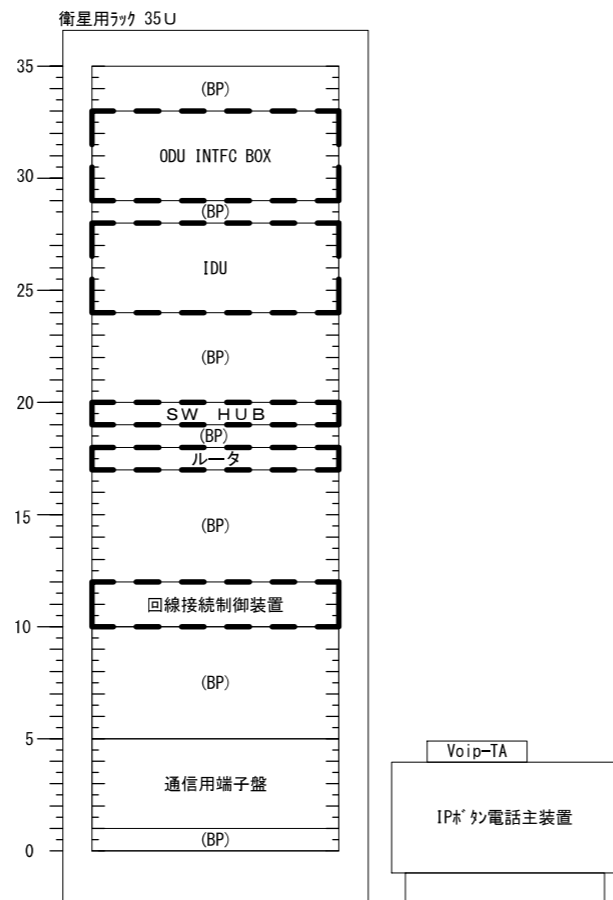 衛星用ﾗｯｸ 35U
35
(BP)
ODU INTFC BOX
30
(BP)
IDU
25
(BP)
20
SW HUB
(BP)
ルータ
15
(BP)
回線接続制御装置
10
(BP)
5
Voip-TA
通信用端子盤
IPﾎﾞﾀﾝ電話主装置
(BP)
0